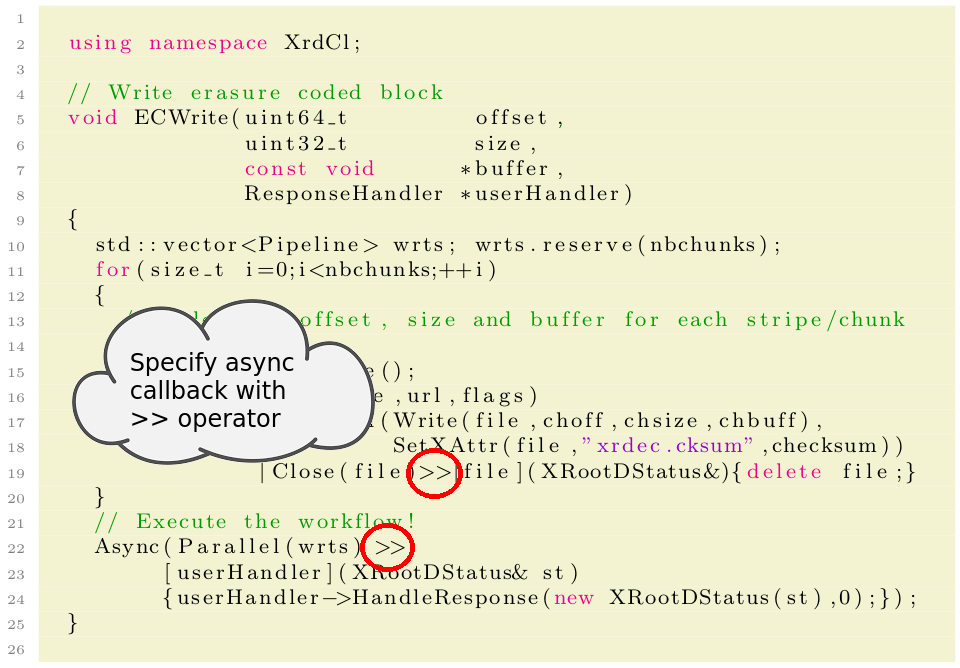 1
2 using namespace XrdCl;
3
4 // Write erasure coded block
5 void ECWrite(uint64_t offset,
6 uint32_t size,
7 const void *buffer,
8 ResponseHandler *userHandler)
9 {
10 std::vector<Pipeline> wrts; wrts.reserve(nbchunks);
11 for(size_t i=0;i<nbchunks;++i)
12 {
13 offset, size and buffer for each stripe/chunk
14
15 ();
16 ,url,flags)
17 (Write(file,choff,chsize,chbuff),
18 SetXAttr(file,"xrdec.cksum",checksum))
19 |Close(file)>>[file](XRootDStatus&){delete file;}
20 }
21 // Execute the workflow!
22 Async(Parallel(wrts) >>
23 [userHandler](XRootDStatus& st)
24 {userHandler->HandleResponse(new XRootDStatus(st),0);});
25 }
26
Specify async
callback with
>> operator